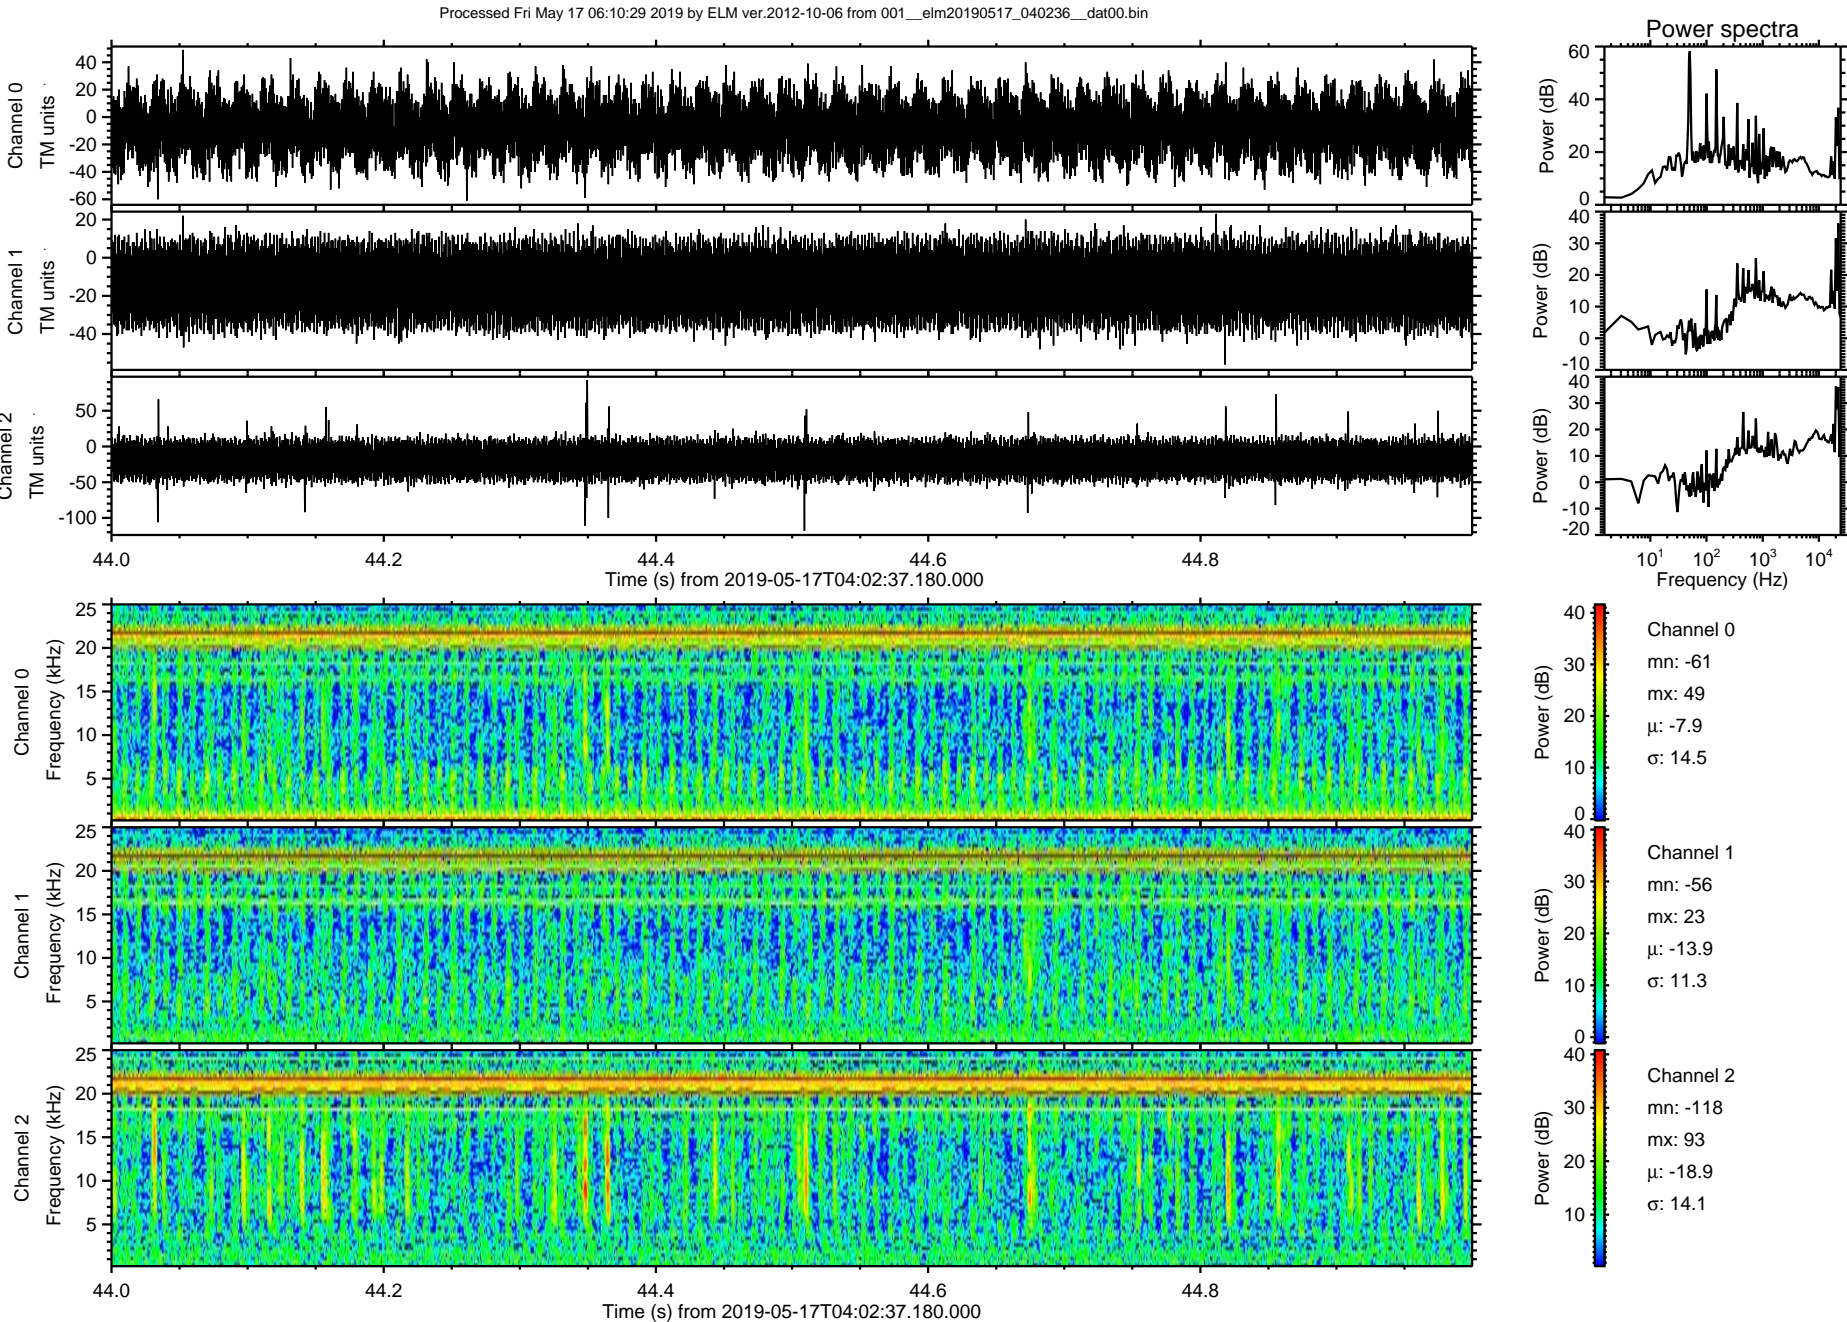 Processed Fri May 17 06:10:29 2019 by ELM ver.2012-10-06 from 001__elm20190517_040236__dat00.bin
Power spectra
Channel 0
TM units
40
20
0
-20
-40
-60
Power (dB)
60
40
20
0
Channel 1
TM units
20
0
-20
-40
Power (dB)
40
30
20
10
0
-10
Channel 2
TM units
50
0
-50
-100
Power (dB)
40
30
20
10
0
-10
-20
44.0 44.2 44.4 44.6 44.8
Time (s) from 2019-05-17T04:02:37.180.000
10^1 10^2 10^3 10^4
Frequency (Hz)
Channel 0
Frequency (kHz)
25
20
15
10
5
Power (dB)
40
30
20
10
0
Channel 0
mn: -61
mx: 49
μ: -7.9
σ: 14.5
Channel 1
Frequency (kHz)
25
20
15
10
5
Power (dB)
40
30
20
10
0
Channel 1
mn: -56
mx: 23
μ: -13.9
σ: 11.3
Channel 2
Frequency (kHz)
25
20
15
10
5
Power (dB)
40
30
20
10
Channel 2
mn: -118
mx: 93
μ: -18.9
σ: 14.1
44.0 44.2 44.4 44.6 44.8
Time (s) from 2019-05-17T04:02:37.180.000